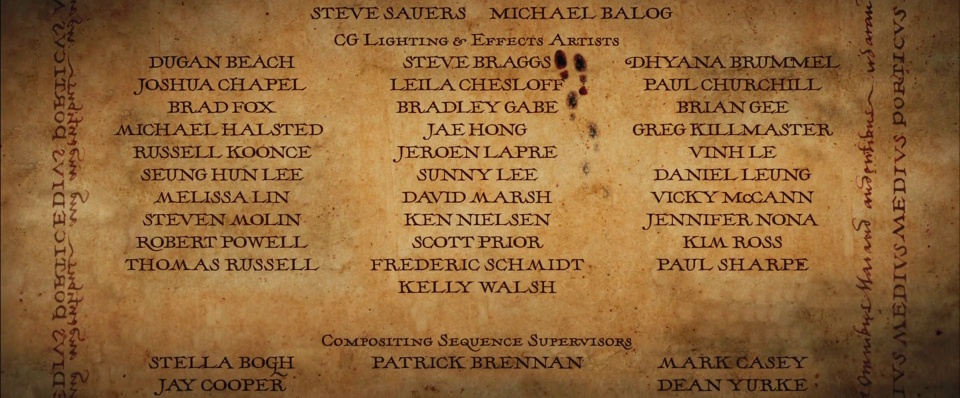 STEVE SAUERS MICHAEL BALOG
CG LIGHTING & EFFECTS ARTISTS
DUGAN BEACH STEVE BRAGGS DHYANA BRUMMEL
JOSHUA CHAPEL LEILA CHESLOFF PAUL CHURCHILL
BRAD FOX BRADLEY GABE BRIAN GEE
MICHAEL HALSTED JAE HONG GREG KILLMASTER
RUSSELL KOONCE JEROEN LAPRE VINH LE
SEUNG HUN LEE SUNNY LEE DANIEL LEUNG
MELISSA LIN DAVID MARSH VICKY McCANN
STEVEN MOLIN KEN NIELSEN JENNIFER NONA
ROBERT POWELL SCOTT PRIOR KIM ROSS
THOMAS RUSSELL FREDERIC SCHMIDT PAUL SHARPE
KELLY WALSH
COMPOSITING SEQUENCE SUPERVISORS
STELLA BOGH PATRICK BRENNAN MARK CASEY
JAY COOPER DEAN YURKE
MEDIVS PORTICVS